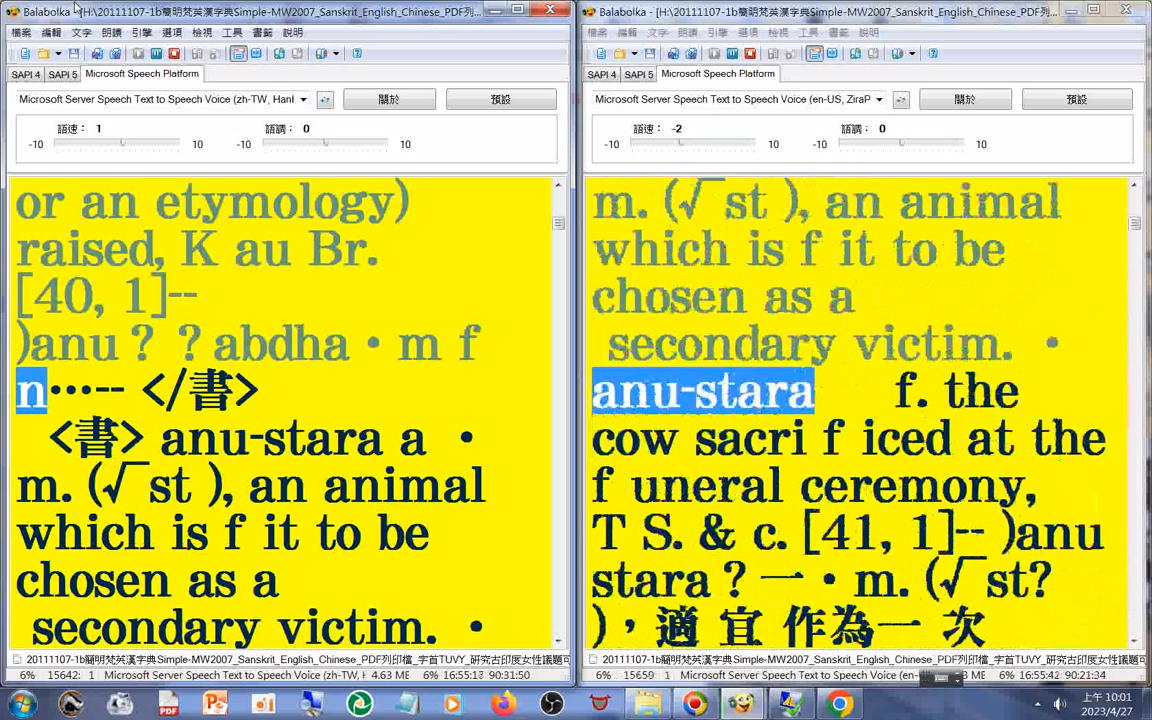 Balabolka - [H:\20111107-1b簡明梵英漢字典Simple-MW2007_Sanskrit_English_Chinese_PDF列...
檔案 編輯 文字 朗讀 引擎 選項 檢視 工具 書籤 說明
SAPI 4 SAPI 5 Microsoft Speech Platform
Microsoft Server Speech Text to Speech Voice (zh-TW, Hanl
關於 預設
語速： 1 語調： 0
-10 10 -10 10
or an etymology)
raised, K au Br.
[40, 1]--
)anu？ ？abdha • m f
n…-- </書>
<書> anu-stara a •
m. (√ st ), an animal
which is f it to be
chosen as a
secondary victim. •
20111107-1b簡明梵英漢字典Simple-MW2007_Sanskrit_English_Chinese_PDF列印檔_字首TUVY_研究古印度女性議題可
6% 15642: Microsoft Server Speech Text to Speech Voice (zh-TW, H 4.63 ME 6% 16:55:13 90:31:50
Balabolka - [H:\20111107-1b簡明梵英漢字典Simple-MW2007_Sanskrit_English_Chinese_PDF列...
檔案 編輯 文字 朗讀 引擎 選項 檢視 工具 書籤 說明
SAPI 4 SAPI 5 Microsoft Speech Platform
Microsoft Server Speech Text to Speech Voice (en-US, ZiraP
關於 預設
語速： -2 語調： 0
-10 10 -10 10
m. (√ st ), an animal
which is f it to be
chosen as a
secondary victim. •
anu-stara f. the
cow sacri f iced at the
f uneral ceremony,
T S. & c. [41, 1]-- )anu
stara？一 • m. (√ st?
)，適 宜 作為一 次
20111107-1b簡明梵英漢字典Simple-MW2007_Sanskrit_English_Chinese_PDF列印檔_字首TUVY_研究古印度女性議題可
6% 15659 Microsoft Server Speech Text to Speech Voice (en-US, Z ME 6% 16:55:42 90:21:34
上午 10:01
2023/4/27